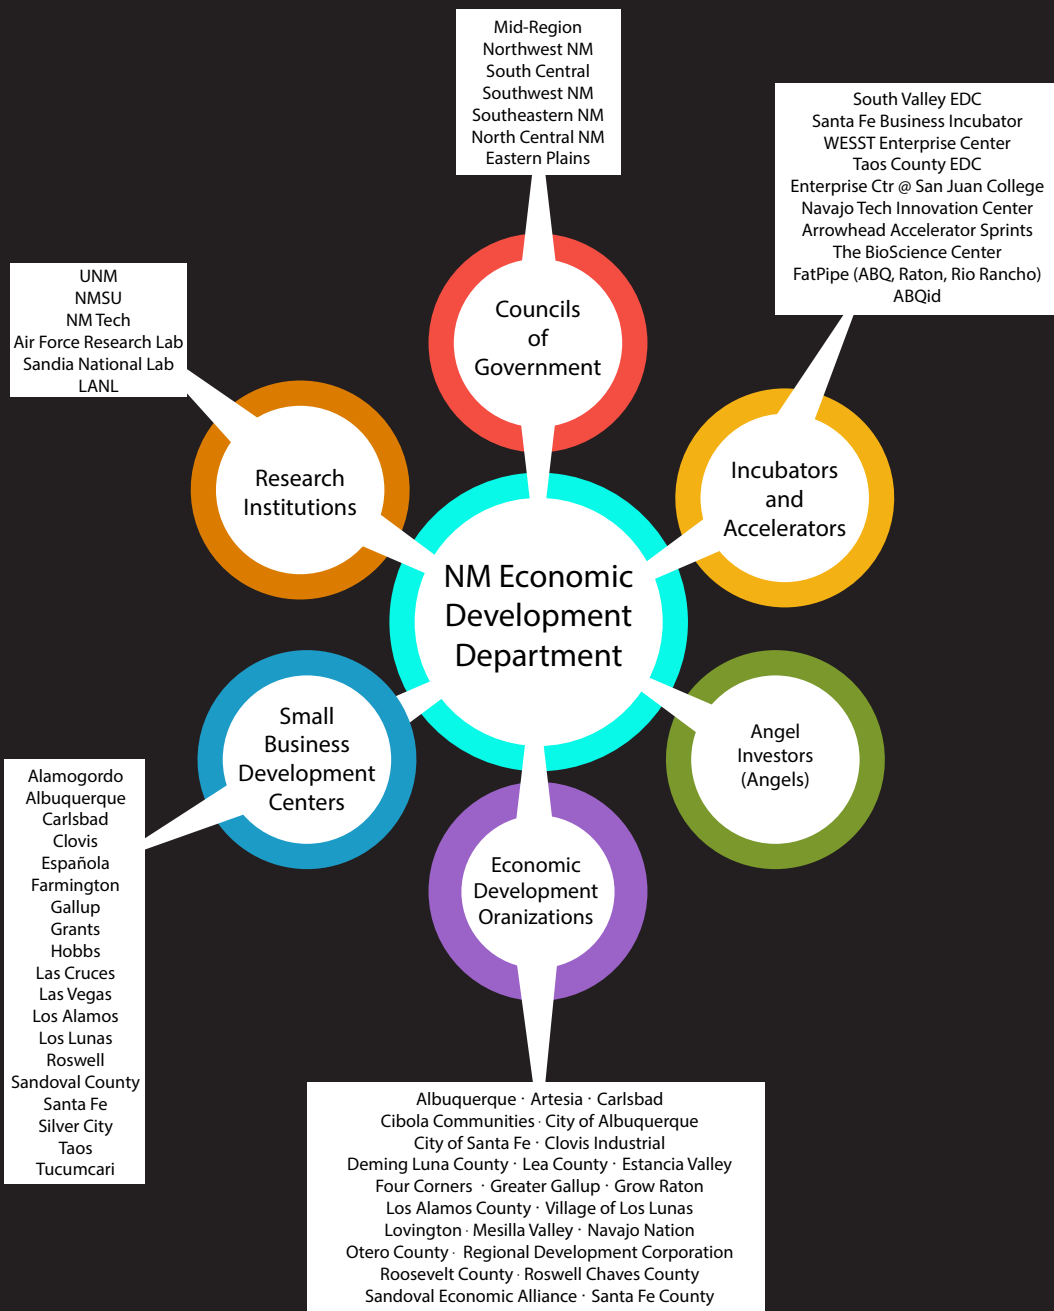 Mid-Region
Northwest NM
South Central
Southwest NM
Southeastern NM
North Central NM
Eastern Plains
South Valley EDC
Santa Fe Business Incubator
WESST Enterprise Center
Taos County EDC
Enterprise Ctr @ San Juan College
Navajo Tech Innovation Center
Arrowhead Accelerator Sprints
The BioScience Center
FatPipe (ABQ, Raton, Rio Rancho)
ABQid
UNM
NMSU
NM Tech
Air Force Research Lab
Sandia National Lab
LANL
Councils
of
Government
Research
Institutions
Incubators
and
Accelerators
NM Economic
Development
Department
Small
Business
Development
Centers
Angel
Investors
(Angels)
Economic
Development
Oranizations
Alamogordo
Albuquerque
Carlsbad
Clovis
Española
Farmington
Gallup
Grants
Hobbs
Las Cruces
Las Vegas
Los Alamos
Los Lunas
Roswell
Sandoval County
Santa Fe
Silver City
Taos
Tucumcari
Albuquerque · Artesia · Carlsbad
Cibola Communities · City of Albuquerque
City of Santa Fe · Clovis Industrial
Deming Luna County · Lea County · Estancia Valley
Four Corners · Greater Gallup · Grow Raton
Los Alamos County · Village of Los Lunas
Lovington · Mesilla Valley · Navajo Nation
Otero County · Regional Development Corporation
Roosevelt County · Roswell Chaves County
Sandoval Economic Alliance · Santa Fe County